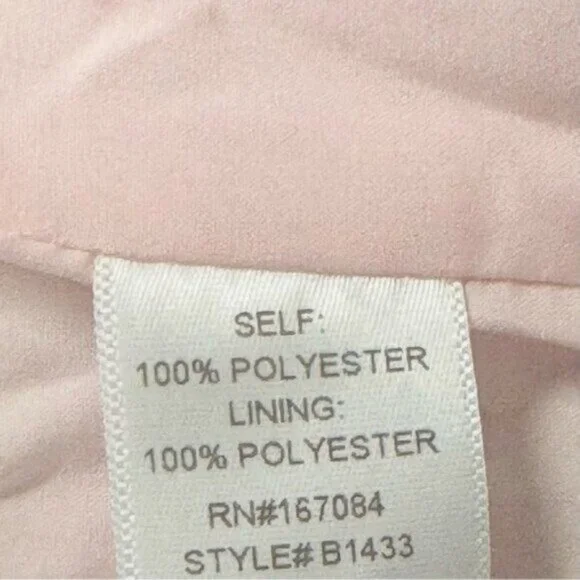 SELF:
100% POLYESTER
LINING:
100% POLYESTER
RN#167084
STYLE# B1433